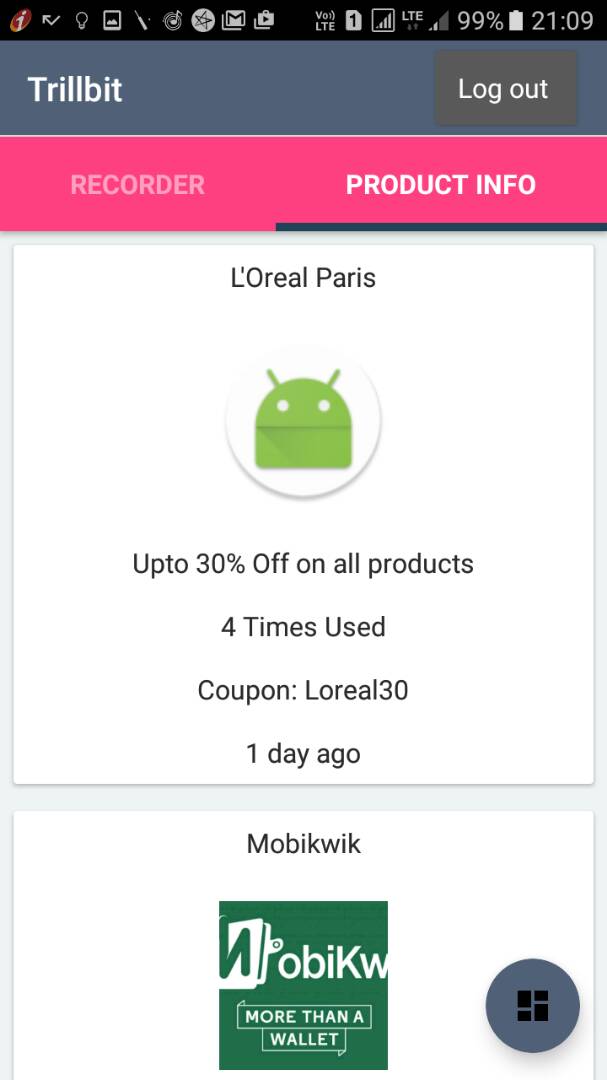 Vo) LTE 1 LTE 99% 21:09
Trillbit
Log out
RECORDER
PRODUCT INFO
L'Oreal Paris
Upto 30% Off on all products
4 Times Used
Coupon: Loreal30
1 day ago
Mobikwik
MobiKw
MORE THAN A
WALLET